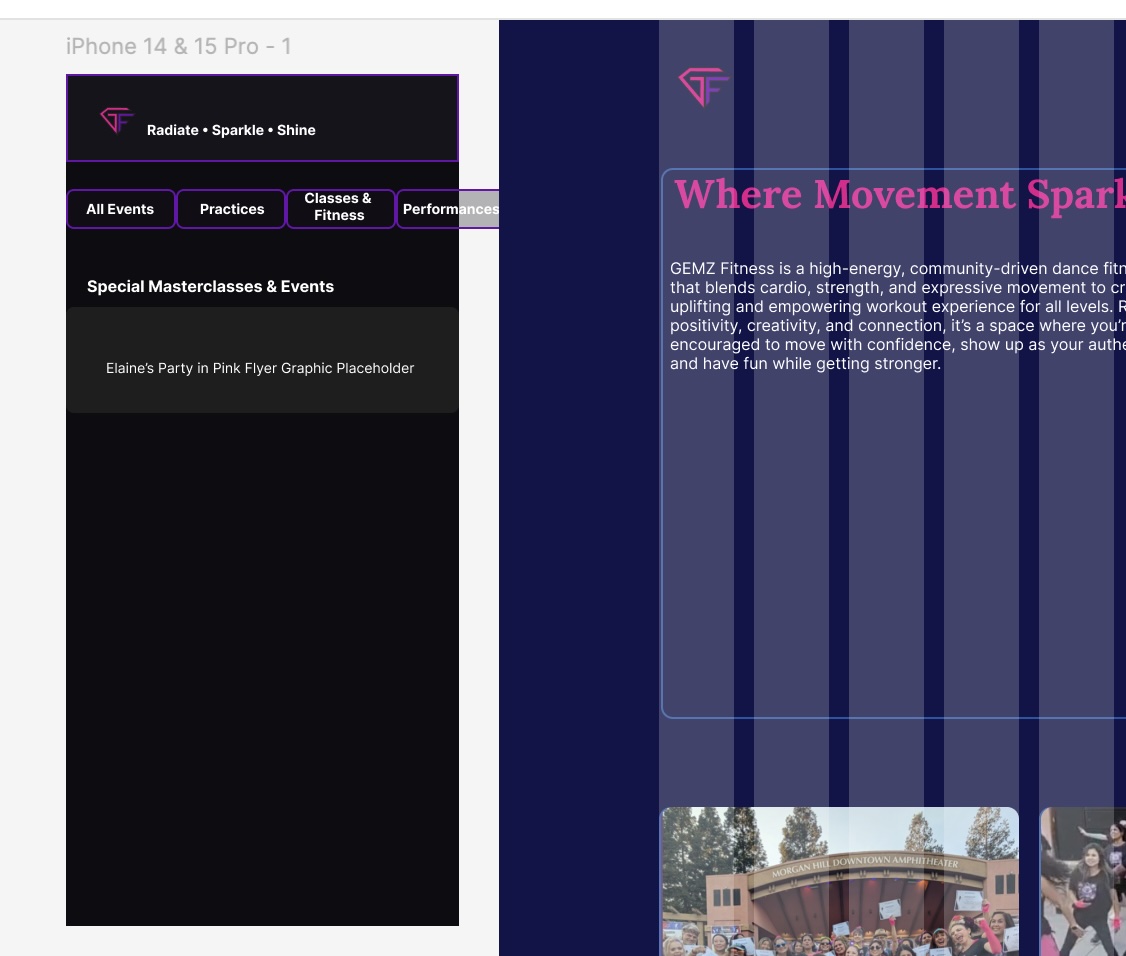 iPhone 14 & 15 Pro - 1
Radiate • Sparkle • Shine
All Events
Practices
Classes &
Fitness
Performances
Special Masterclasses & Events
Elaine’s Party in Pink Flyer Graphic Placeholder
Where Movement Spark
GEMZ Fitness is a high-energy, community-driven dance fitn
that blends cardio, strength, and expressive movement to cr
uplifting and empowering workout experience for all levels. R
positivity, creativity, and connection, it’s a space where you’r
encouraged to move with confidence, show up as your authe
and have fun while getting stronger.
MORGAN HILL DOWNTOWN AMPHITHEATER